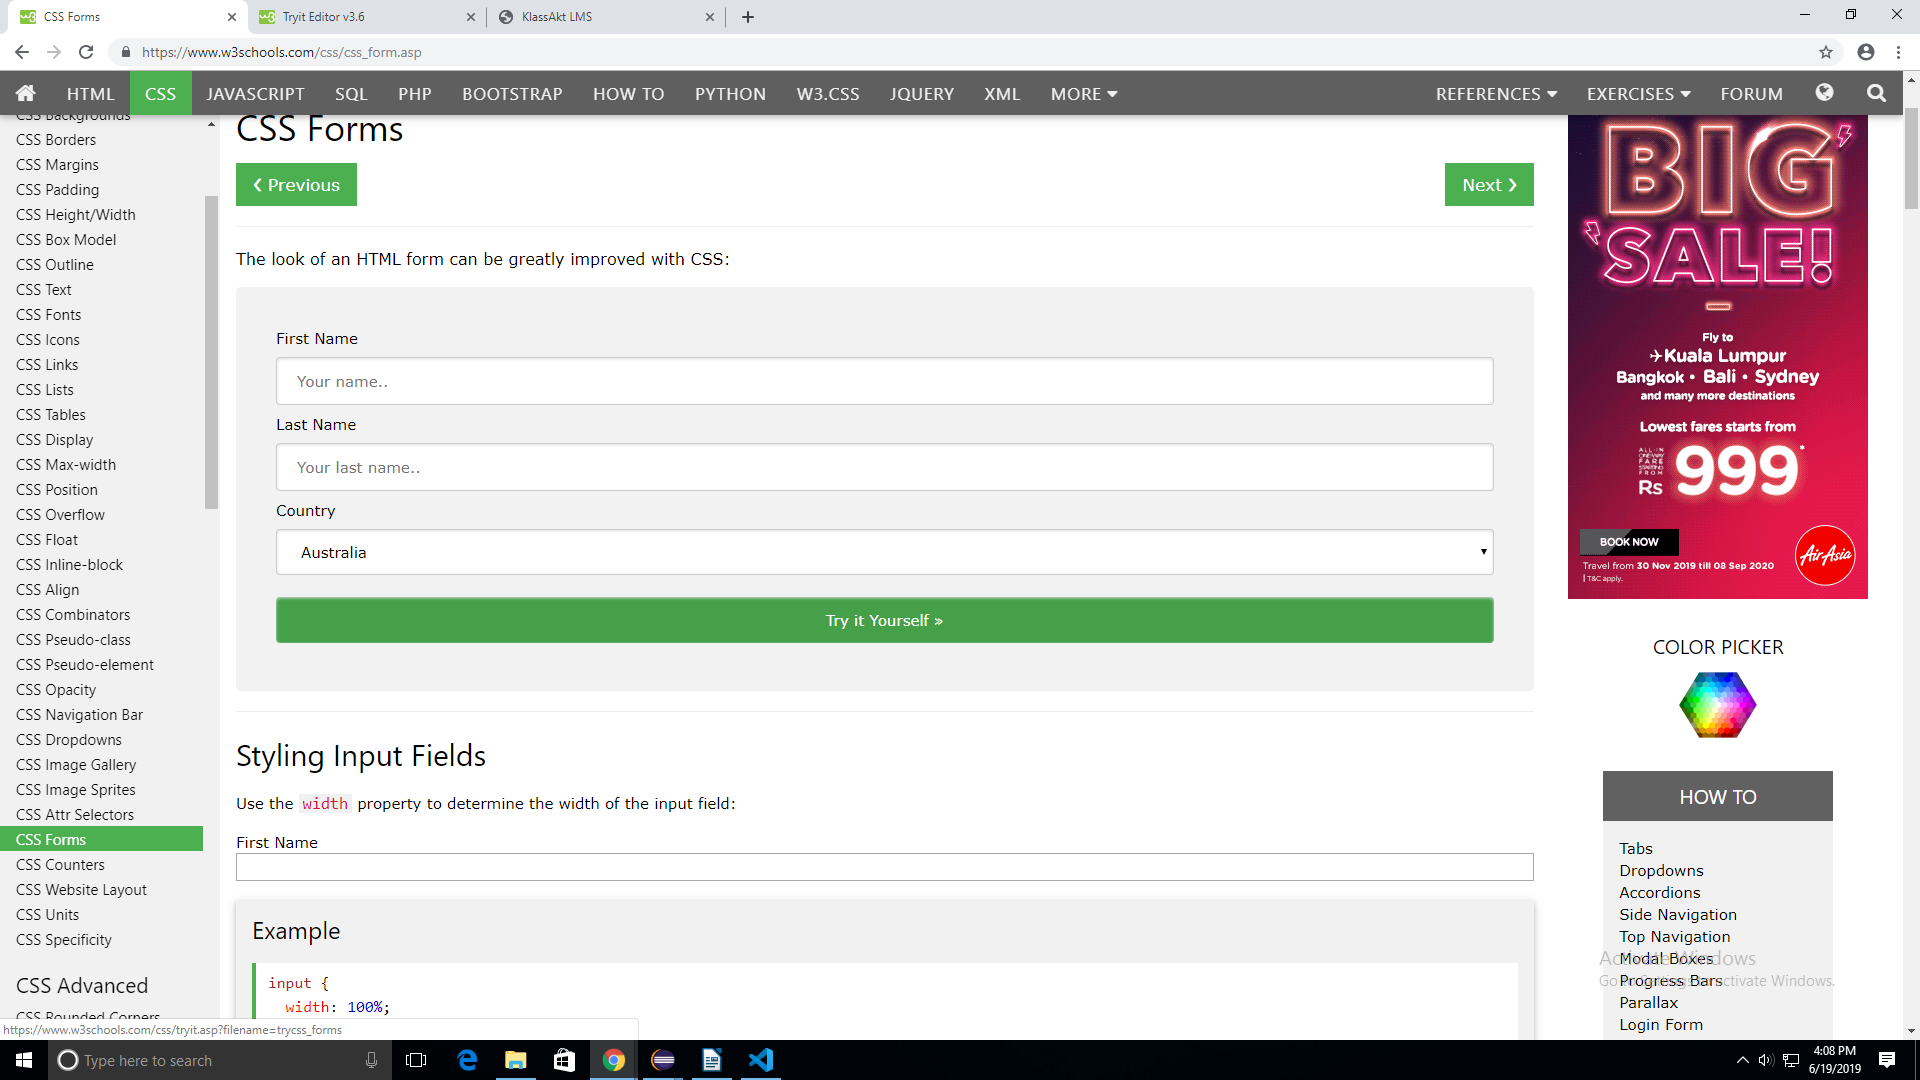 CSS Forms
Tryit Editor v3.6
KlassAkt LMS
https://www.w3schools.com/css/css_form.asp
HTML CSS JAVASCRIPT SQL PHP BOOTSTRAP HOW TO PYTHON W3.CSS JQUERY XML MORE REFERENCES EXERCISES FORUM
CSS Backgrounds
CSS Borders
CSS Margins
CSS Padding
CSS Height/Width
CSS Box Model
CSS Outline
CSS Text
CSS Fonts
CSS Icons
CSS Links
CSS Lists
CSS Tables
CSS Display
CSS Max-width
CSS Position
CSS Overflow
CSS Float
CSS Inline-block
CSS Align
CSS Combinators
CSS Pseudo-class
CSS Pseudo-element
CSS Opacity
CSS Navigation Bar
CSS Dropdowns
CSS Image Gallery
CSS Image Sprites
CSS Attr Selectors
CSS Forms
CSS Counters
CSS Website Layout
CSS Units
CSS Specificity
CSS Advanced
CSS Rounded Corners
https://www.w3schools.com/css/tryit.asp?filename=trycss_forms
CSS Forms
❮ Previous
Next ❯
The look of an HTML form can be greatly improved with CSS:
First Name
Your name..
Last Name
Your last name..
Country
Australia
Try it Yourself »
Styling Input Fields
Use the width property to determine the width of the input field:
First Name
Example
input {
width: 100%;
BIG
SALE!
Fly to
Kuala Lumpur
Bangkok • Bali • Sydney
and many more destinations
Lowest fares starts from
ALL-IN
ONE-WAY
FARE
STARTING
FROM
Rs 999*
BOOK NOW
AirAsia
Travel from 30 Nov 2019 till 08 Sep 2020
| T&C apply.
COLOR PICKER
HOW TO
Tabs
Dropdowns
Accordions
Side Navigation
Top Navigation
Modal Boxes
Progress Bars
Parallax
Login Form
Activate Windows
Go to Settings to activate Windows.
Type here to search
4:08 PM
6/19/2019